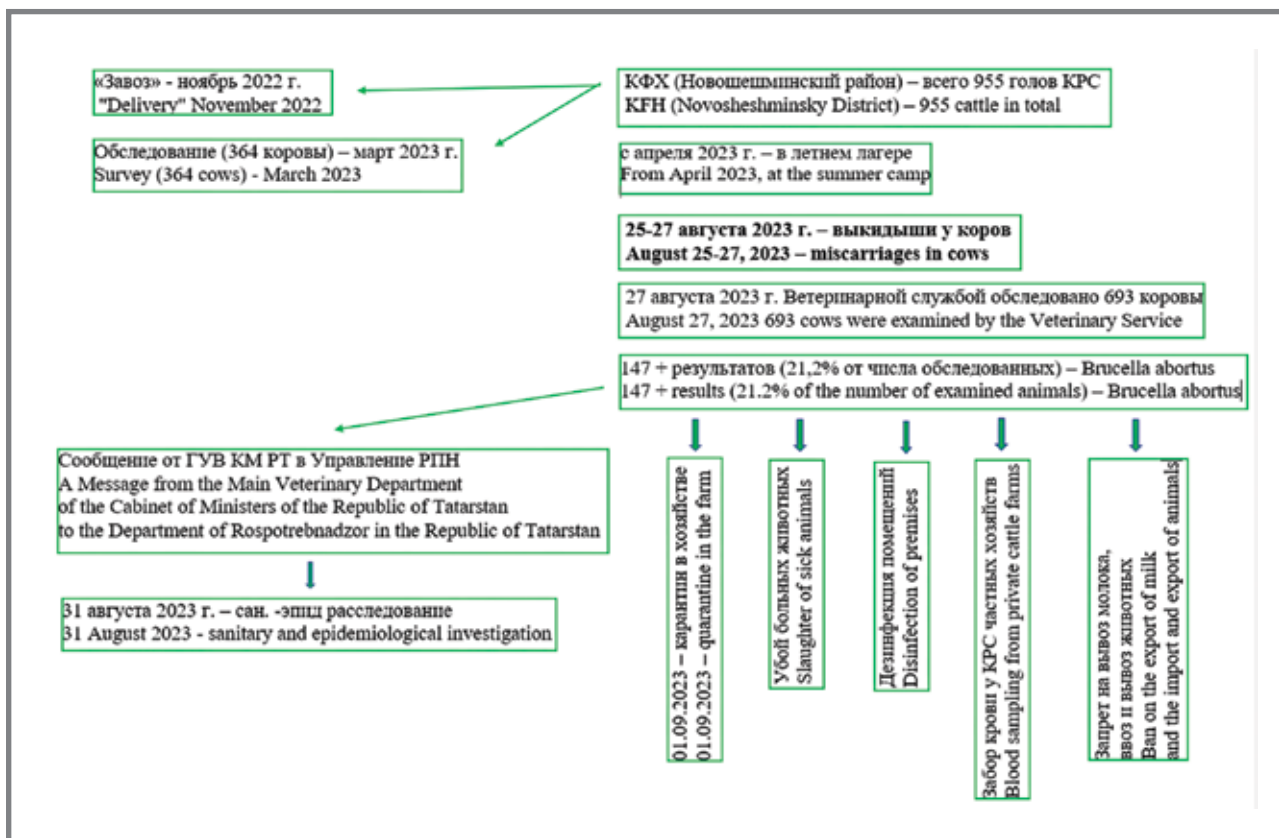 «Завоз» - ноябрь 2022 г.
"Delivery" November 2022
КФХ (Новошешминский район) – всего 955 голов КРС
KFH (Novosheshminsky District) – 955 cattle in total
Обследование (364 коровы) – март 2023 г.
Survey (364 cows) - March 2023
с апреля 2023 г. – в летнем лагере
From April 2023, at the summer camp
25-27 августа 2023 г. – выкидыши у коров
August 25-27, 2023 – miscarriages in cows
27 августа 2023 г. Ветеринарной службой обследовано 693 коровы
August 27, 2023 693 cows were examined by the Veterinary Service
147 + результатов (21,2% от числа обследованных) – Brucella abortus
147 + results (21.2% of the number of examined animals) – Brucella abortus
Сообщение от ГУВ КМ РТ в Управление РПН
A Message from the Main Veterinary Department
of the Cabinet of Ministers of the Republic of Tatarstan
to the Department of Rospotrebnadzor in the Republic of Tatarstan
31 августа 2023 г. – сан. -эпид расследование
31 August 2023 - sanitary and epidemiological investigation
01.09.2023 – карантин в хозяйстве
01.09.2023 – quarantine in the farm
Убой больных животных
Slaughter of sick animals
Дезинфекция помещений
Disinfection of premises
Забор крови у КРС частных хозяйств
Blood sampling from private cattle farms
Запрет на вывоз молока,
ввоз и вывоз животных
Ban on the export of milk
and the import and export of animals